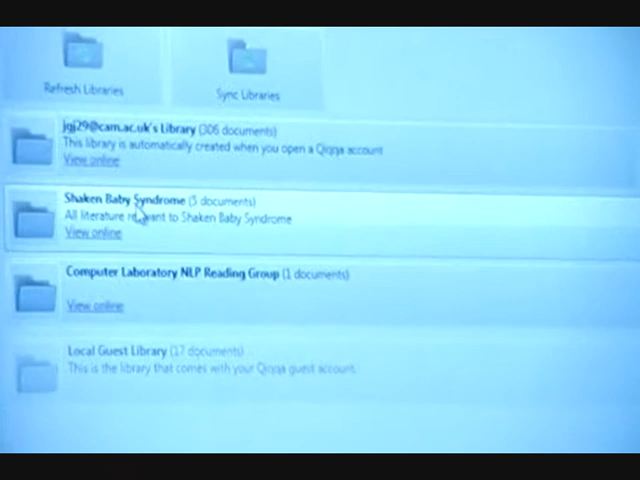 Refresh Libraries
Sync Libraries
jgj29@cam.ac.uk's Library (306 documents)
This library is automatically created when you open a Qiqqa account
View online
Shaken Baby Syndrome (5 documents)
All literature relevant to Shaken Baby Syndrome
View online
Computer Laboratory NLP Reading Group (1 documents)
View online
Local Guest Library (17 documents)
This is the library that comes with your Qiqqa guest account.